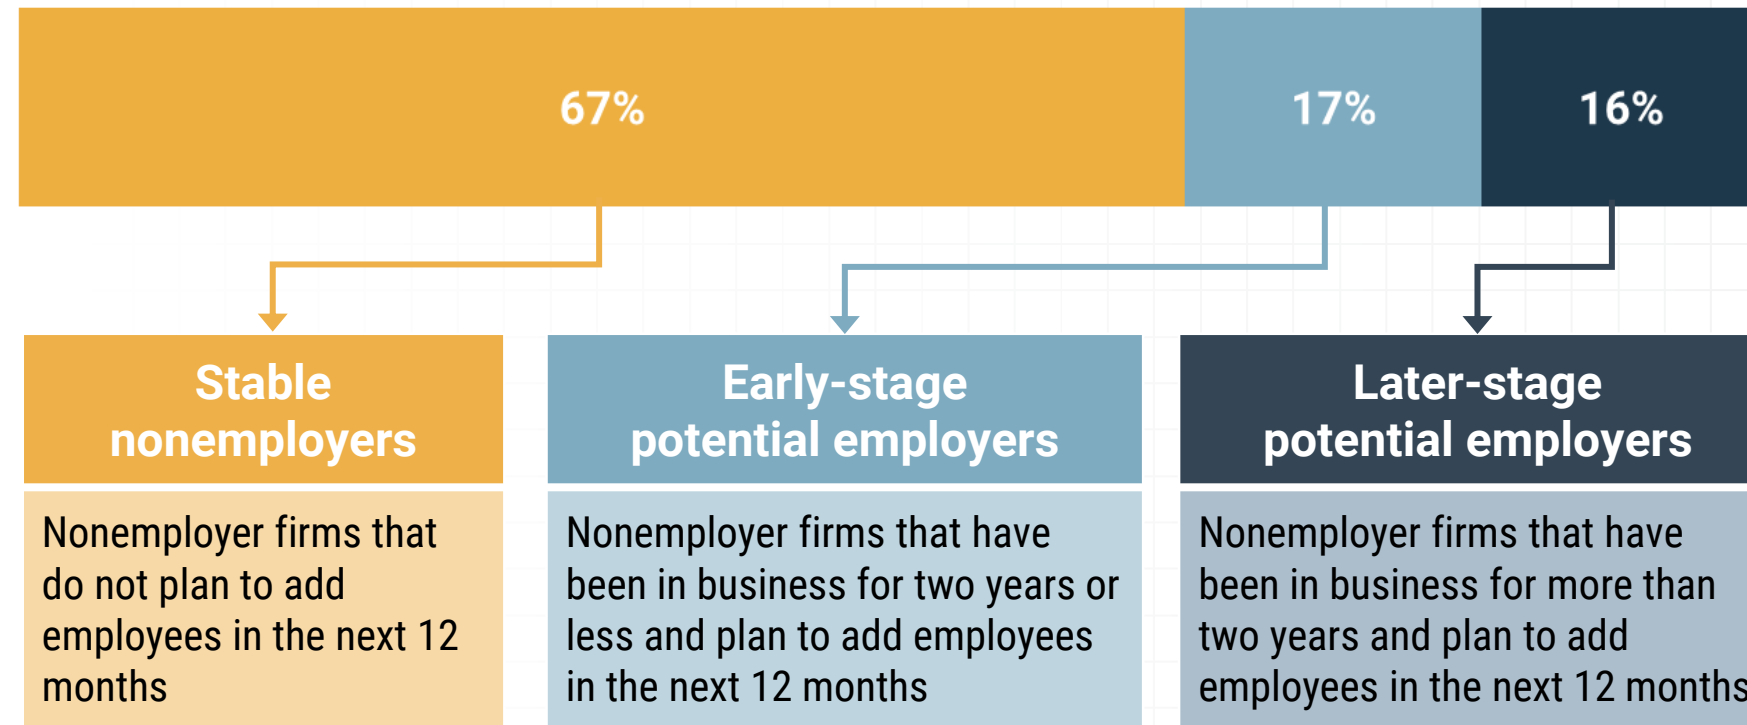 67%
17%
16%
Stable
nonemployers
Early-stage
potential employers
Later-stage
potential employers
Nonemployer firms that
do not plan to add
employees in the next 12
months
Nonemployer firms that have
been in business for two years or
less and plan to add employees
in the next 12 months
Nonemployer firms that have
been in business for more than
two years and plan to add
employees in the next 12 months